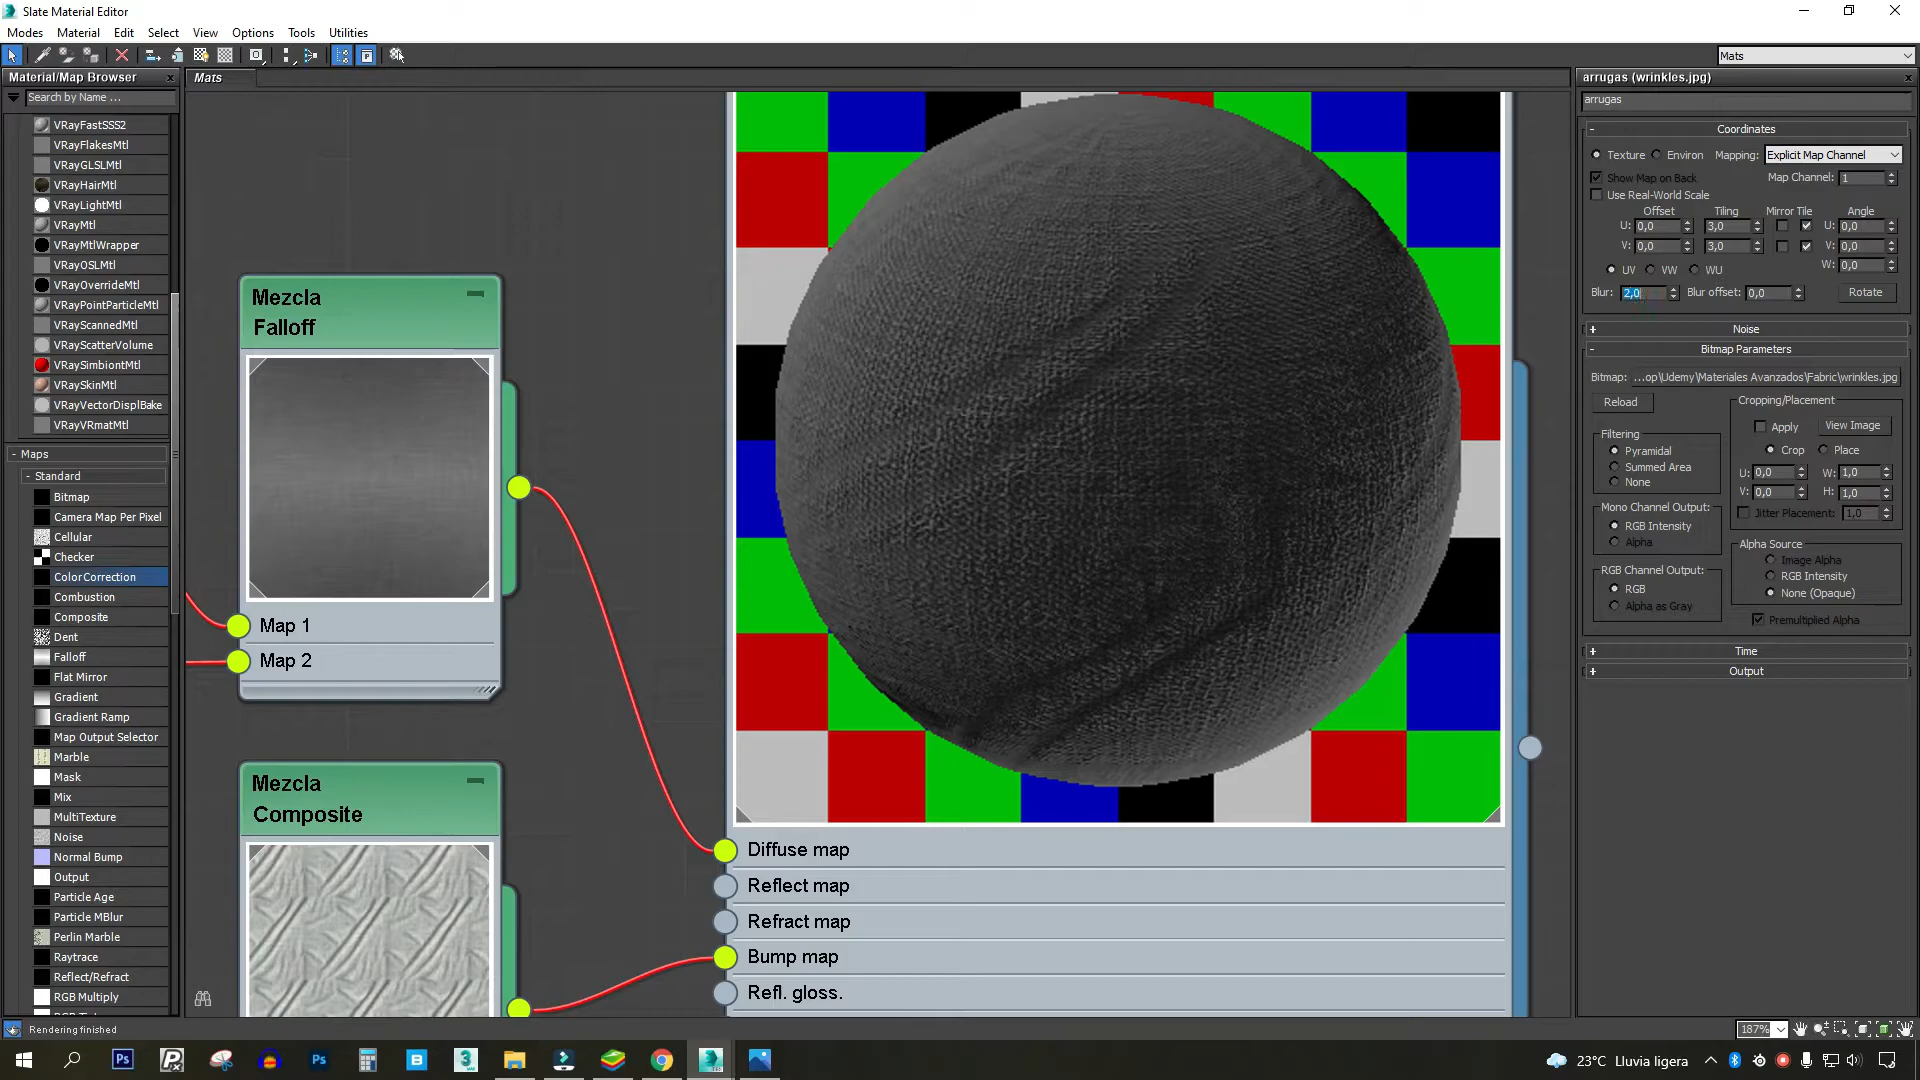 Slate Material Editor
Modes Material Edit Select View Options Tools Utilities
Mats
Material/Map Browser
Search by Name ...
VRayFastSSS2
VRayFlakesMtl
VRayGLSLMtl
VRayHairMtl
VRayLightMtl
VRayMtl
VRayMtlWrapper
VRayOSLMtl
VRayOverrideMtl
VRayPointParticleMtl
VRayScannedMtl
VRayScatterVolume
VRaySimbiontMtl
VRaySkinMtl
VRayVectorDisplBake
VRayVRmatMtl
- Maps
- Standard
Bitmap
Camera Map Per Pixel
Cellular
Checker
ColorCorrection
Combustion
Composite
Dent
Falloff
Flat Mirror
Gradient
Gradient Ramp
Map Output Selector
Marble
Mask
Mix
MultiTexture
Noise
Normal Bump
Output
Particle Age
Particle MBlur
Perlin Marble
Raytrace
Reflect/Refract
RGB Multiply
Mats
Mezcla
Falloff
Map 1
Map 2
Mezcla
Composite
Diffuse map
Reflect map
Refract map
Bump map
Refl. gloss.
arrugas (wrinkles.jpg)
arrugas
- Coordinates
Texture Environ Mapping: Explicit Map Channel
Show Map on Back Map Channel: 1
Use Real-World Scale
Offset Tiling Mirror Tile Angle
U: 0,0 3,0 U: 0,0
V: 0,0 3,0 V: 0,0
W: 0,0
UV VW WU
Blur: 2,0 Blur offset: 0,0 Rotate
+ Noise
- Bitmap Parameters
Bitmap: ...op\Udemy\Materiales Avanzados\Fabric\wrinkles.jpg
Reload
Cropping/Placement
Apply View Image
Crop Place
U: 0,0 W: 1,0
V: 0,0 H: 1,0
Jitter Placement: 1,0
Filtering
Pyramidal
Summed Area
None
Mono Channel Output:
RGB Intensity
Alpha
RGB Channel Output:
RGB
Alpha as Gray
Alpha Source
Image Alpha
RGB Intensity
None (Opaque)
Premultiplied Alpha
+ Time
+ Output
Rendering finished
187%
23°C Lluvia ligera